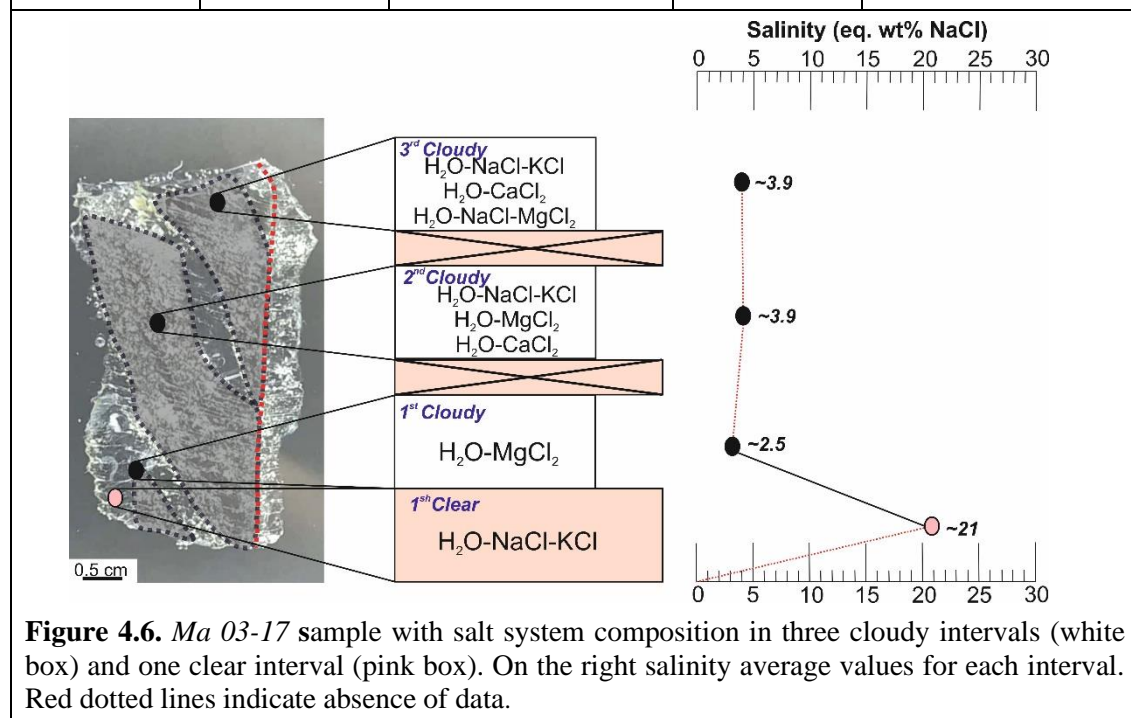 Salinity (eq. wt% NaCl)
0 5 10 15 20 25 30
3rd Cloudy
H₂O-NaCl-KCl
H₂O-CaCl₂
H₂O-NaCl-MgCl₂
~3.9
2nd Cloudy
H₂O-NaCl-KCl
H₂O-MgCl₂
H₂O-CaCl₂
~3.9
1st Cloudy
H₂O-MgCl₂
~2.5
1sh Clear
H₂O-NaCl-KCl
~21
0.5 cm
0 5 10 15 20 25 30
Figure 4.6. Ma 03-17 sample with salt system composition in three cloudy intervals (white
box) and one clear interval (pink box). On the right salinity average values for each interval.
Red dotted lines indicate absence of data.